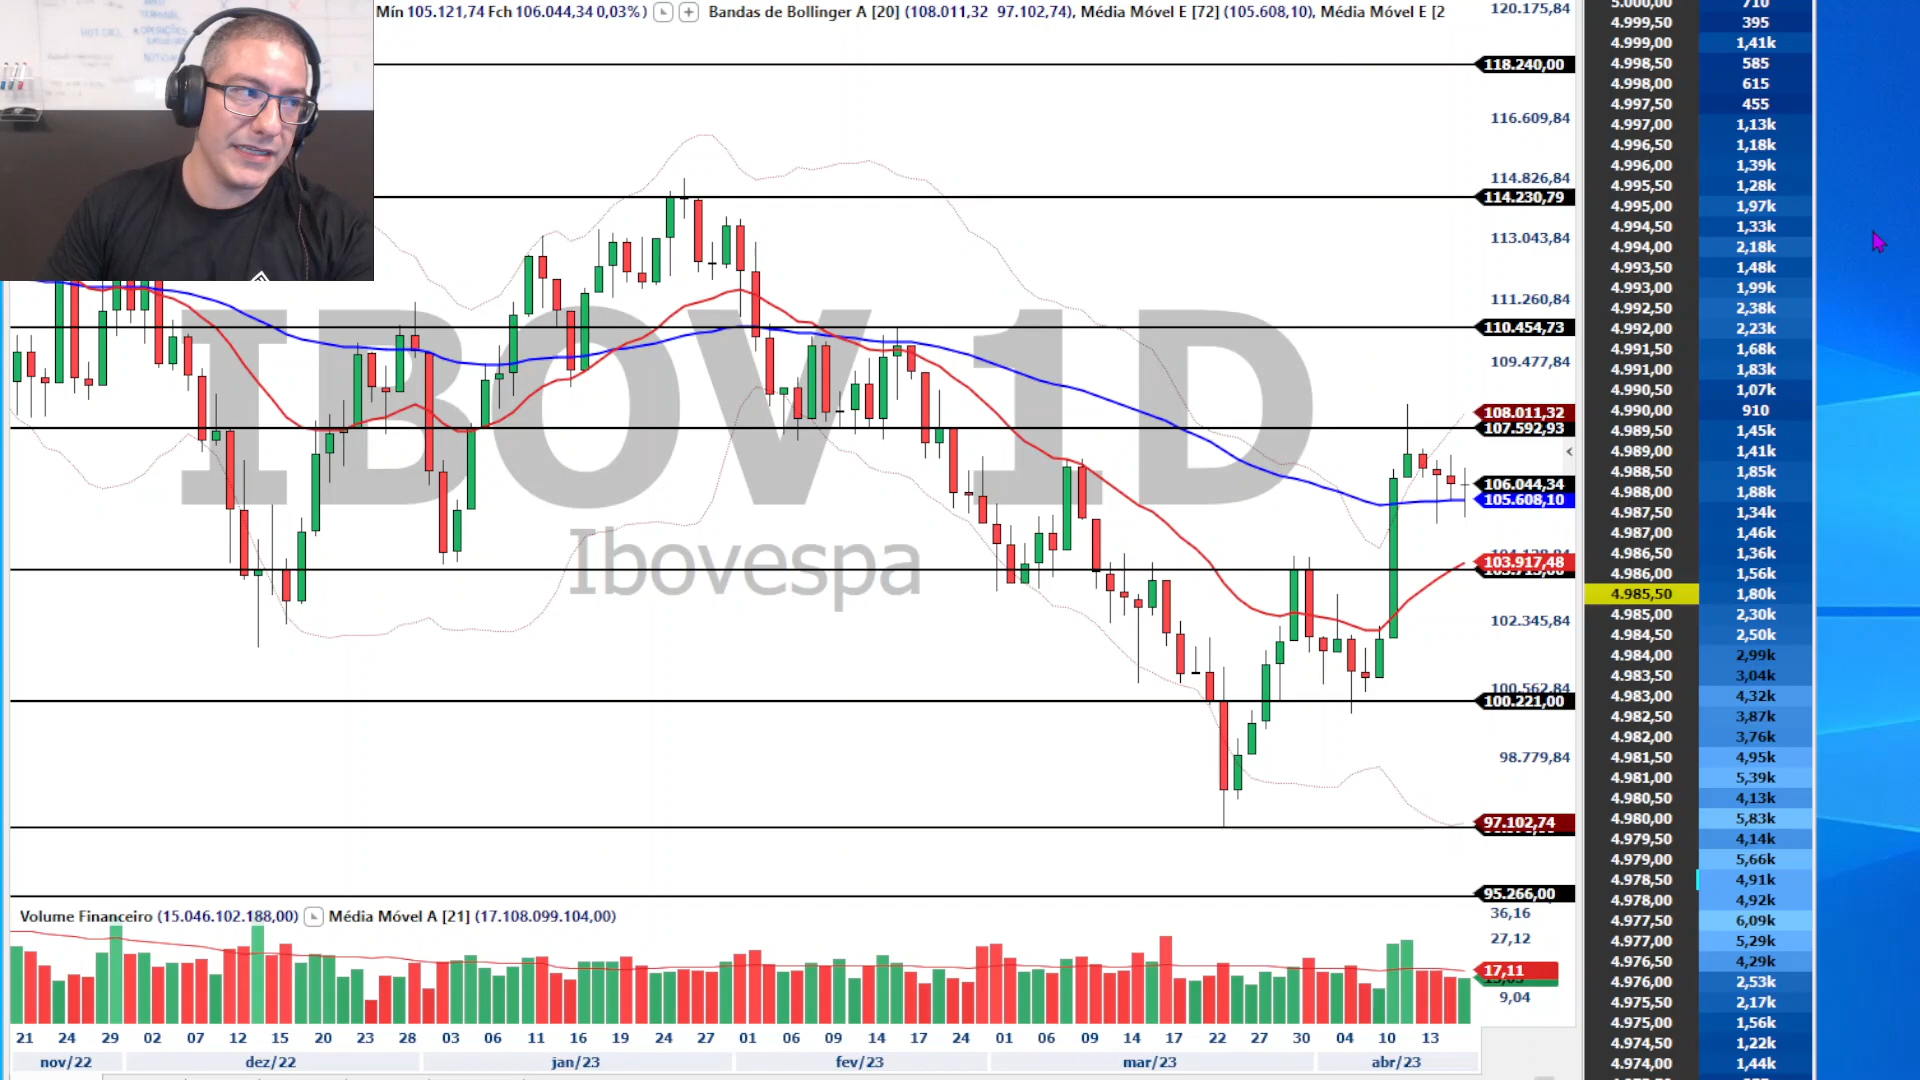 Mín 105.121,74 Fch 106.044,34 0,03%) Bandas de Bollinger A [20] (108.011,32 97.102,74), Média Móvel E [72] (105.608,10), Média Móvel E [2
120.175,84
118.240,00
116.609,84
114.826,84
114.230,79
113.043,84
111.260,84
110.454,73
109.477,84
108.011,32
107.592,93
106.044,34
105.608,10
103.917,48
102.345,84
100.562,84
100.221,00
98.779,84
97.102,74
95.266,00
IBOV 1D
Ibovespa
Volume Financeiro (15.046.102.188,00) Média Móvel A [21] (17.108.099.104,00)
36,16
27,12
17,11
9,04
21 24 29 02 07 12 15 20 23 28 03 06 11 16 19 24 27 01 06 09 14 17 24 01 06 09 14 17 22 27 30 04 10 13
nov/22 dez/22 jan/23 fev/23 mar/23 abr/23
5.000,00 710
4.999,50 395
4.999,00 1,41k
4.998,50 585
4.998,00 615
4.997,50 455
4.997,00 1,13k
4.996,50 1,18k
4.996,00 1,39k
4.995,50 1,28k
4.995,00 1,97k
4.994,50 1,33k
4.994,00 2,18k
4.993,50 1,48k
4.993,00 1,99k
4.992,50 2,38k
4.992,00 2,23k
4.991,50 1,68k
4.991,00 1,83k
4.990,50 1,07k
4.990,00 910
4.989,50 1,45k
4.989,00 1,41k
4.988,50 1,85k
4.988,00 1,88k
4.987,50 1,34k
4.987,00 1,46k
4.986,50 1,36k
4.986,00 1,56k
4.985,50 1,80k
4.985,00 2,30k
4.984,50 2,50k
4.984,00 2,99k
4.983,50 3,04k
4.983,00 4,32k
4.982,50 3,87k
4.982,00 3,76k
4.981,50 4,95k
4.981,00 5,39k
4.980,50 4,13k
4.980,00 5,83k
4.979,50 4,14k
4.979,00 5,66k
4.978,50 4,91k
4.978,00 4,92k
4.977,50 6,09k
4.977,00 5,29k
4.976,50 4,29k
4.976,00 2,53k
4.975,50 2,17k
4.975,00 1,56k
4.974,50 1,22k
4.974,00 1,44k